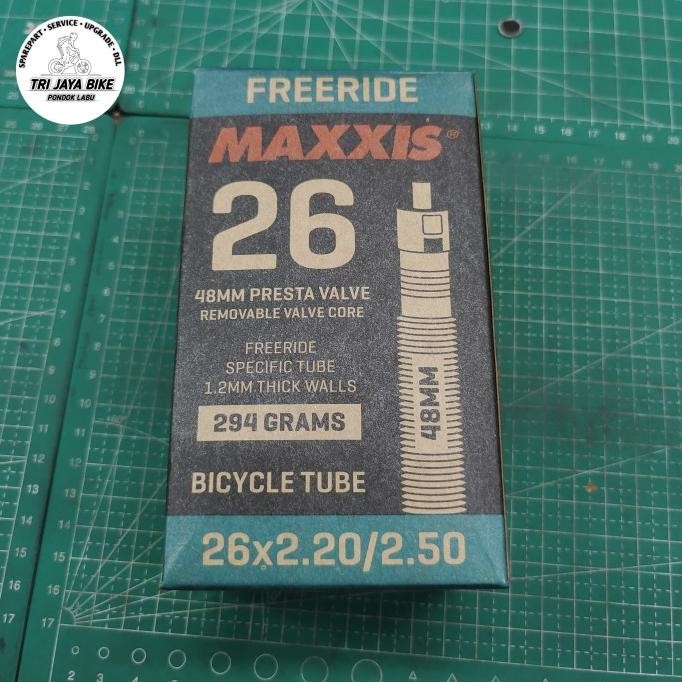 SPAREPART • SERVICE • UPGRADE • DLL
TRI JAYA BIKE
PONDOK LABU
FREERIDE
MAXXIS®
26
48MM PRESTA VALVE
REMOVABLE VALVE CORE
FREERIDE
SPECIFIC TUBE
1.2MM THICK WALLS
294 GRAMS
48MM
BICYCLE TUBE
26x2.20/2.50